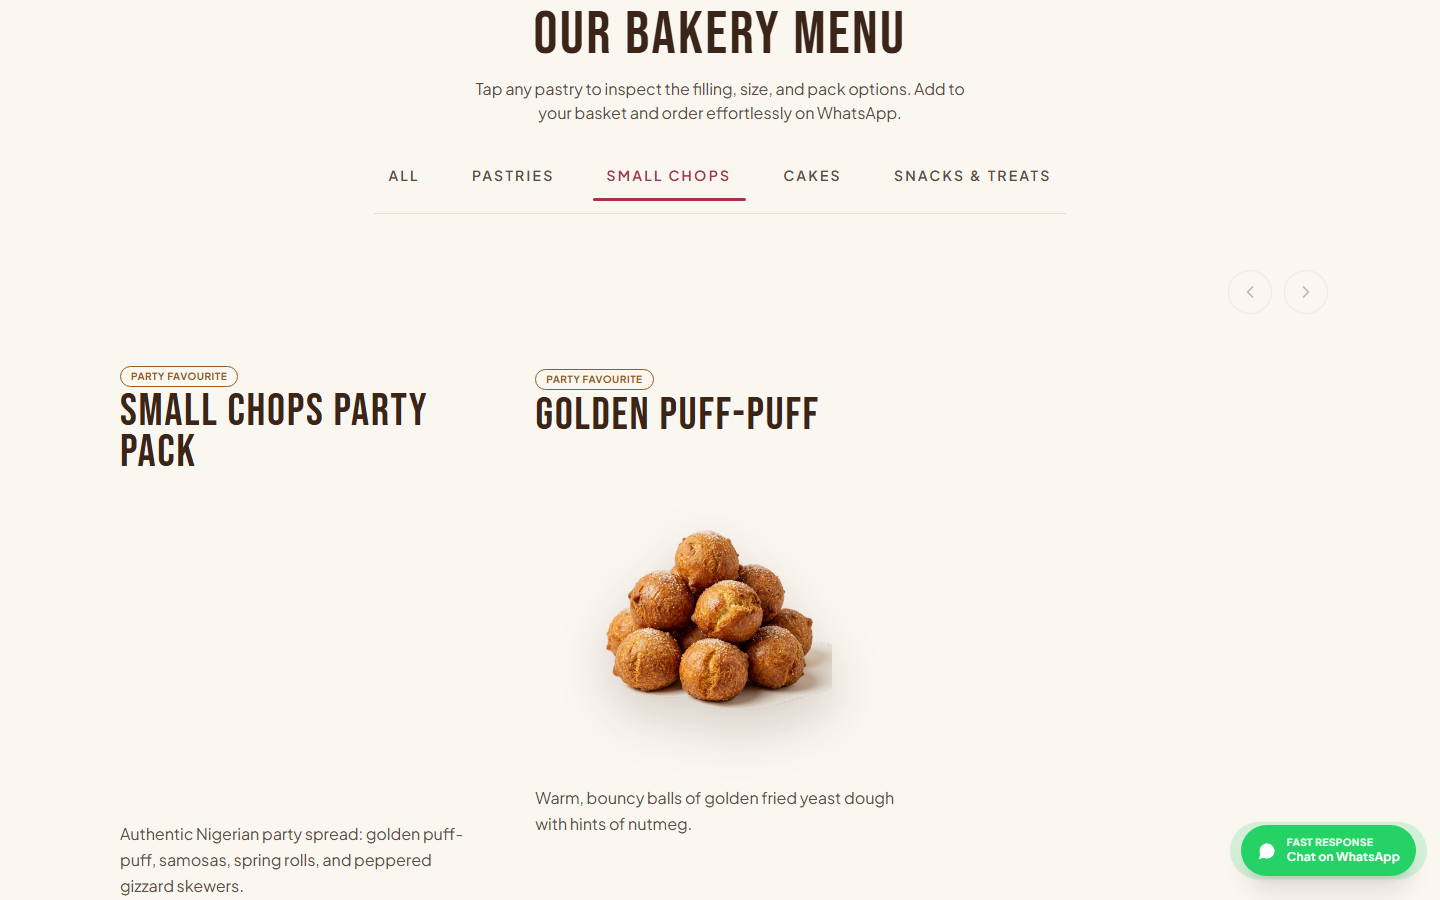 OUR BAKERY MENU
Tap any pastry to inspect the filling, size, and pack options. Add to
your basket and order effortlessly on WhatsApp.
ALL
PASTRIES
SMALL CHOPS
CAKES
SNACKS & TREATS
PARTY FAVOURITE
SMALL CHOPS PARTY
PACK
Authentic Nigerian party spread: golden puff-
puff, samosas, spring rolls, and peppered
gizzard skewers.
PARTY FAVOURITE
GOLDEN PUFF-PUFF
Warm, bouncy balls of golden fried yeast dough
with hints of nutmeg.
FAST RESPONSE
Chat on WhatsApp